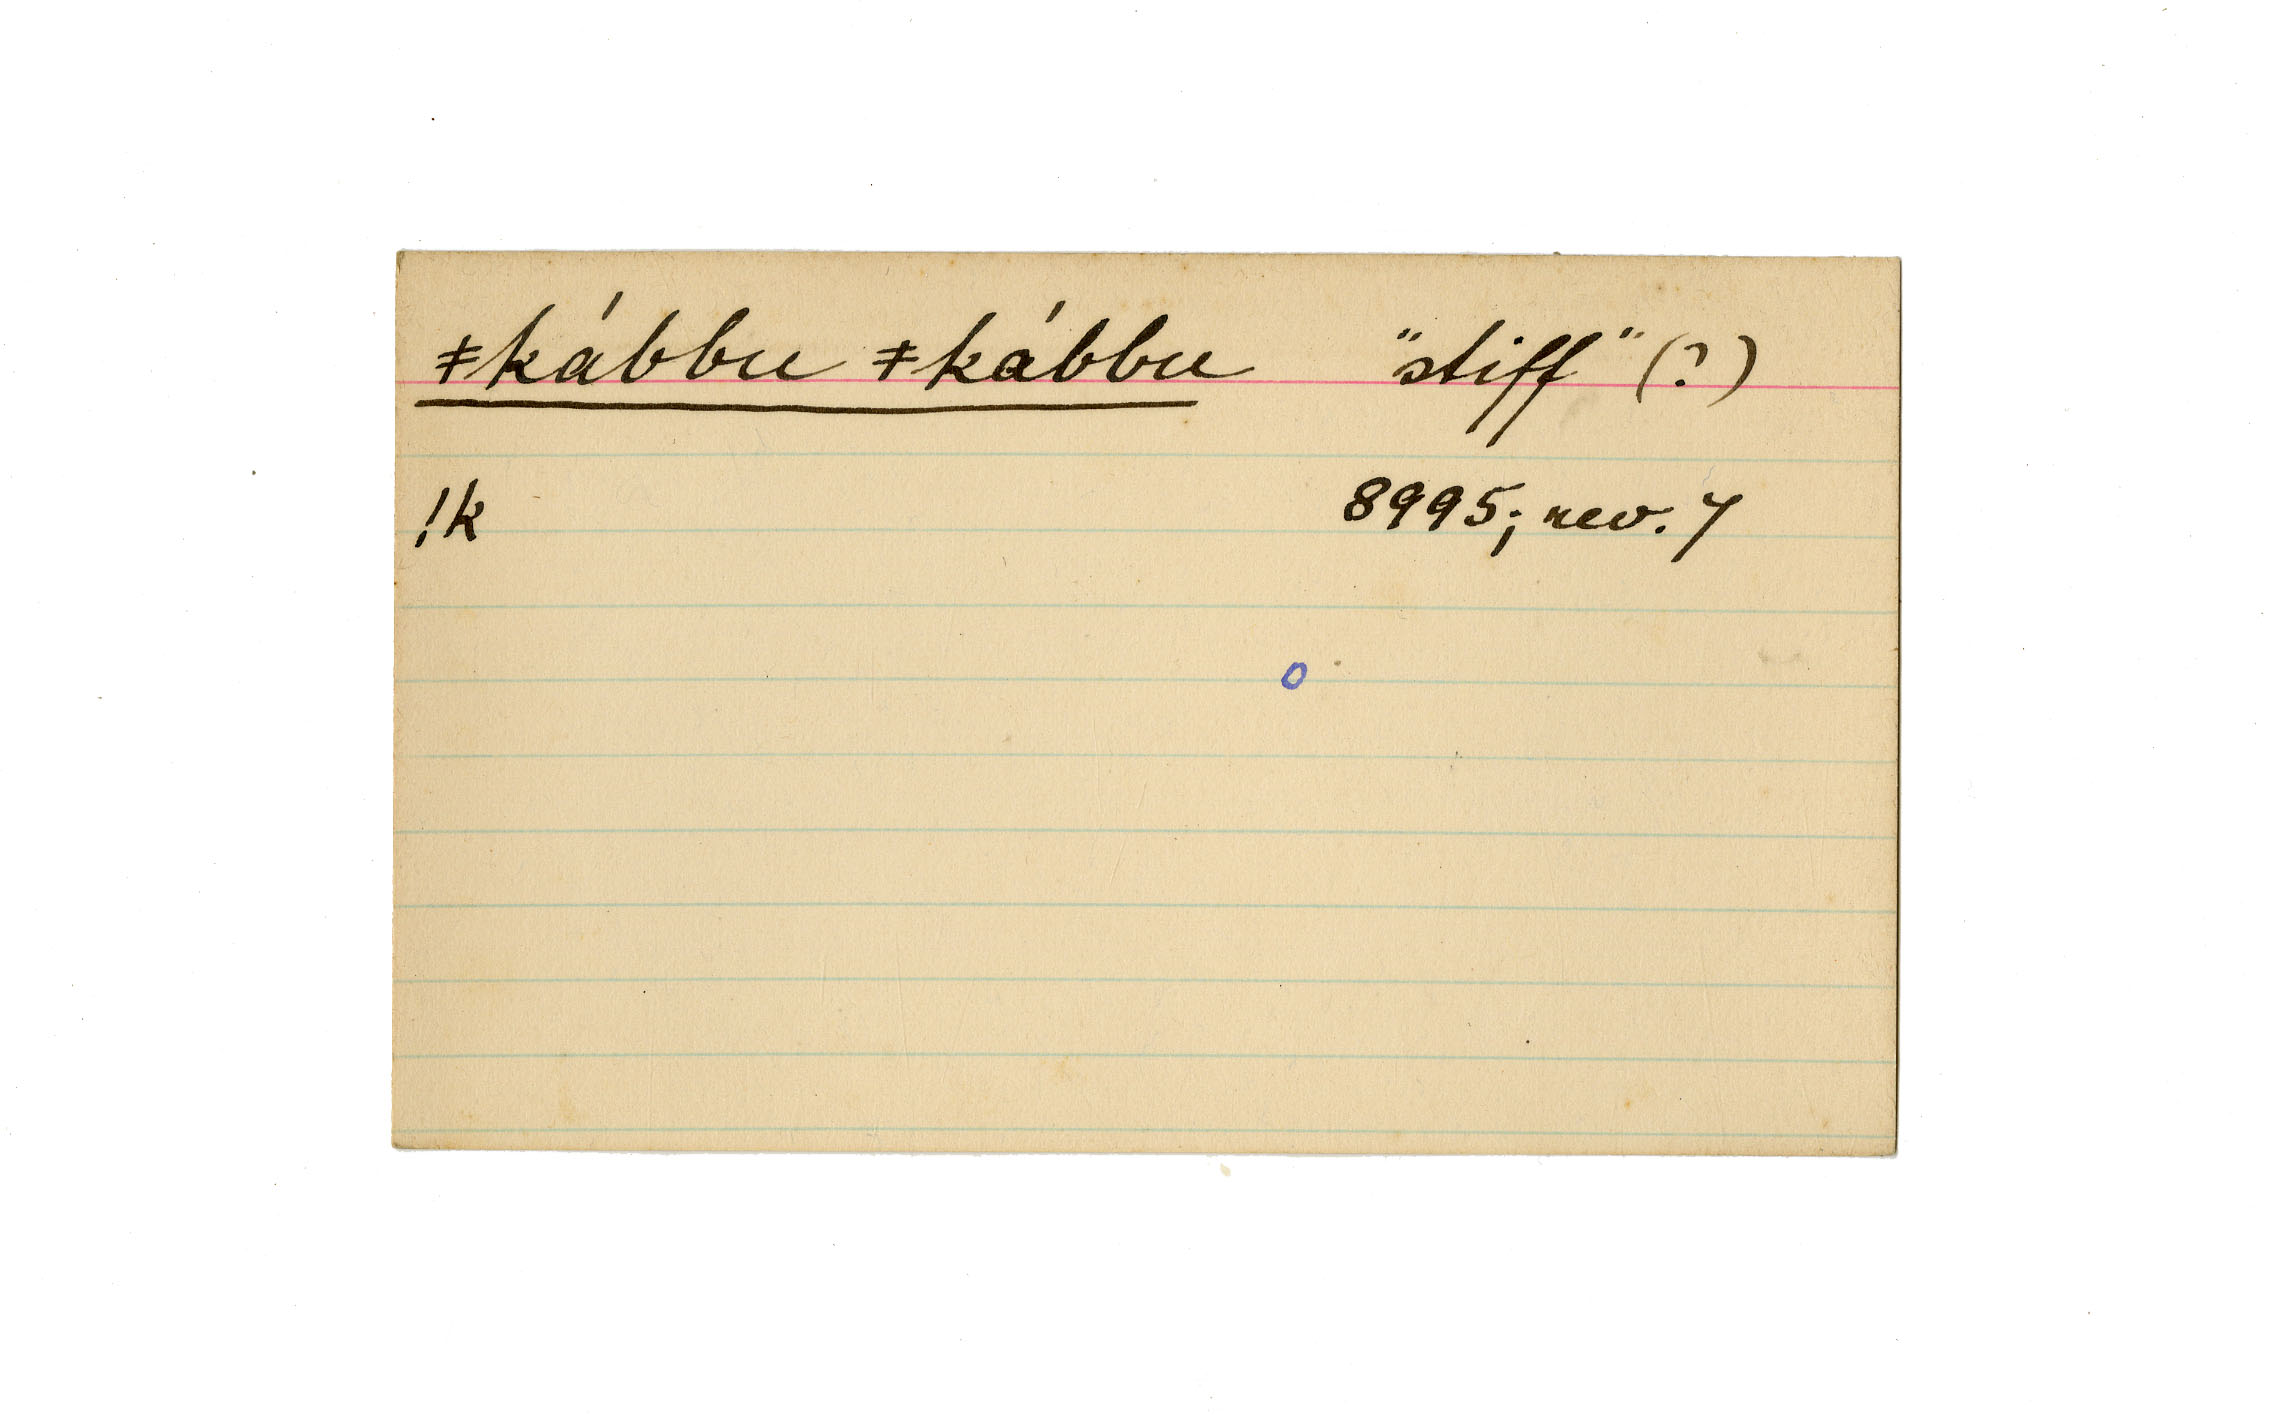 ǂkábbu ǂkábbu "stiff" (?)
!k 8995; rev. 7
o